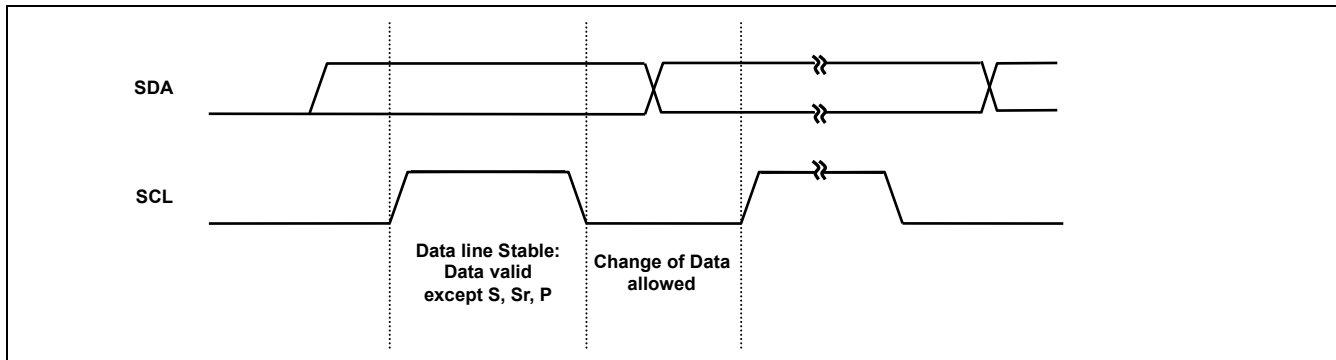 SDA
SCL
Data line Stable:
Data valid
except S, Sr, P
Change of Data
allowed